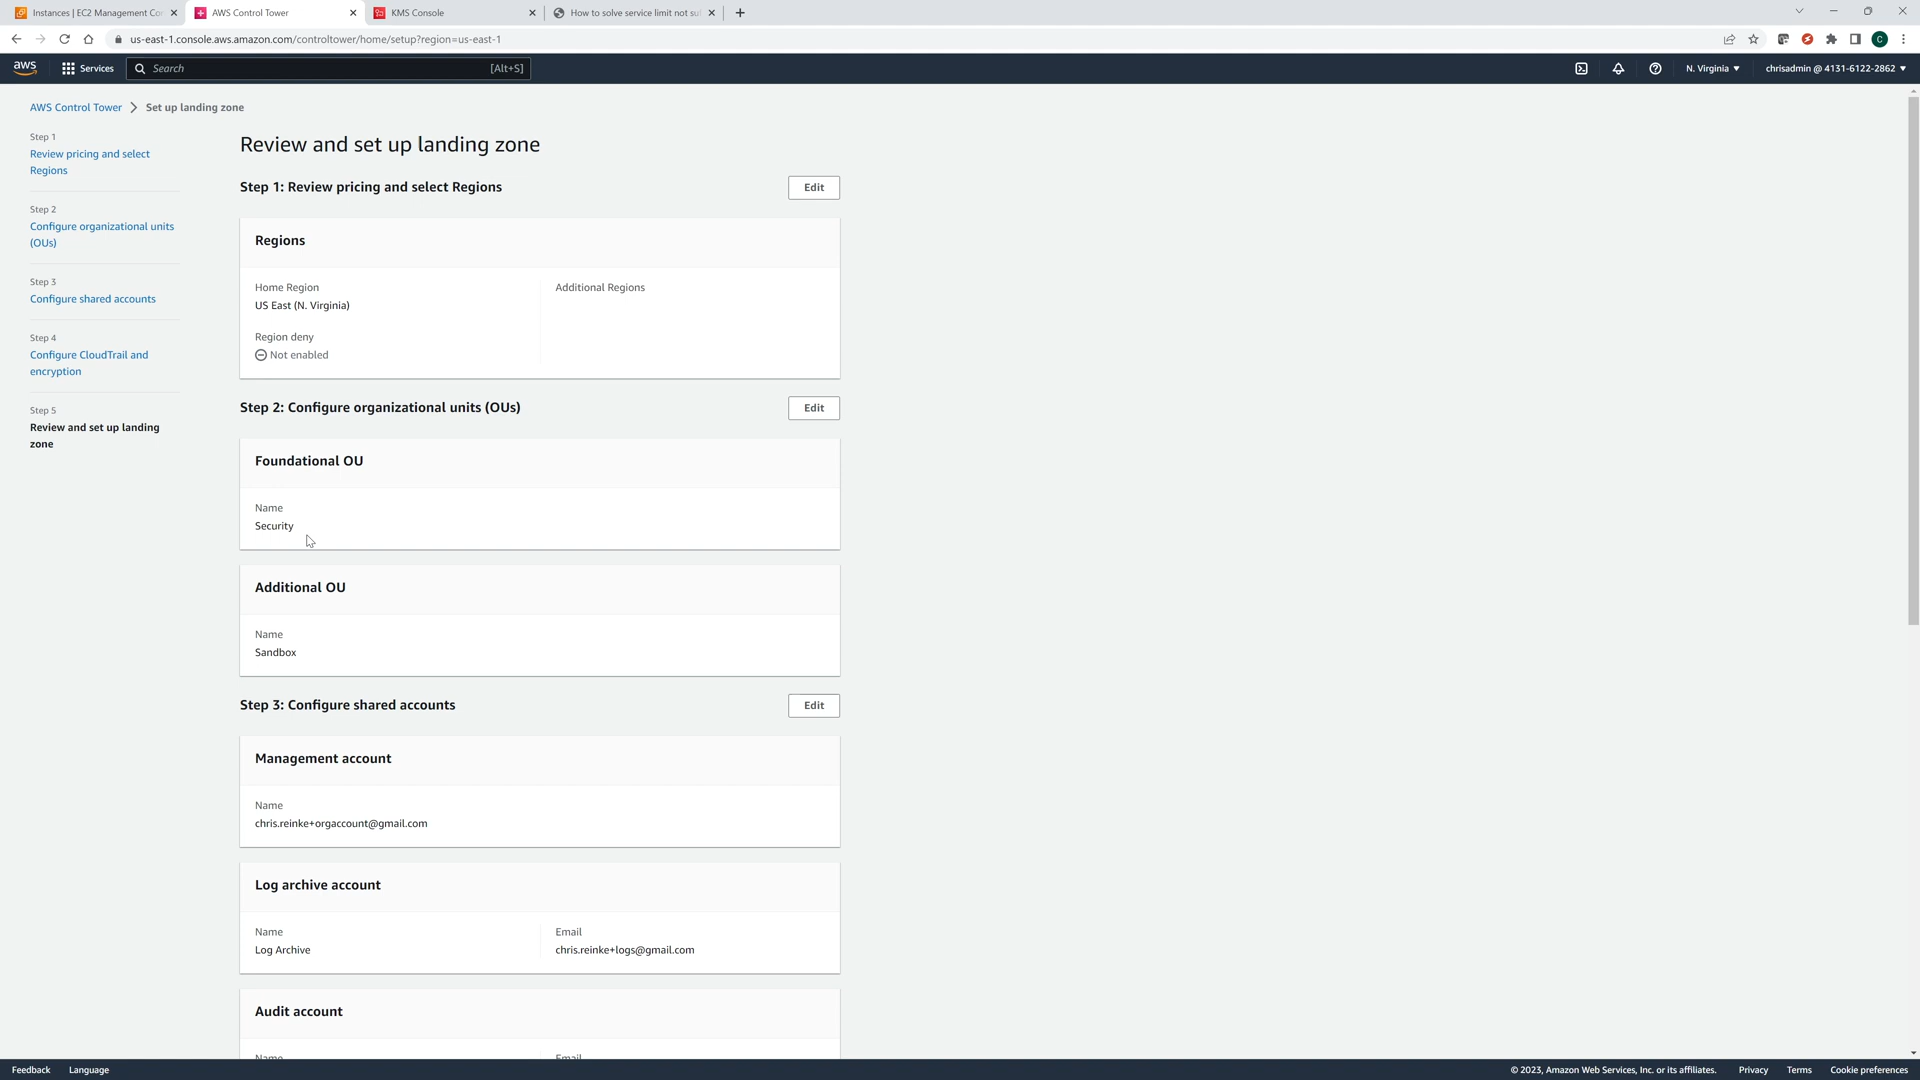 Instances | EC2 Management Con
AWS Control Tower
KMS Console
How to solve service limit not su
us-east-1.console.aws.amazon.com/controltower/home/setup?region=us-east-1
C
aws
Services
Search
[Alt+S]
N. Virginia
chrisadmin @ 4131-6122-2862
AWS Control Tower
Set up landing zone
Step 1
Review pricing and select
Regions
Step 2
Configure organizational units
(OUs)
Step 3
Configure shared accounts
Step 4
Configure CloudTrail and
encryption
Step 5
Review and set up landing
zone
Review and set up landing zone
Step 1: Review pricing and select Regions
Edit
Regions
Home Region
US East (N. Virginia)
Additional Regions
Region deny
Not enabled
Step 2: Configure organizational units (OUs)
Edit
Foundational OU
Name
Security
Additional OU
Name
Sandbox
Step 3: Configure shared accounts
Edit
Management account
Name
chris.reinke+orgaccount@gmail.com
Log archive account
Name
Log Archive
Email
chris.reinke+logs@gmail.com
Audit account
Name
Email
Feedback
Language
© 2023, Amazon Web Services, Inc. or its affiliates.
Privacy
Terms
Cookie preferences